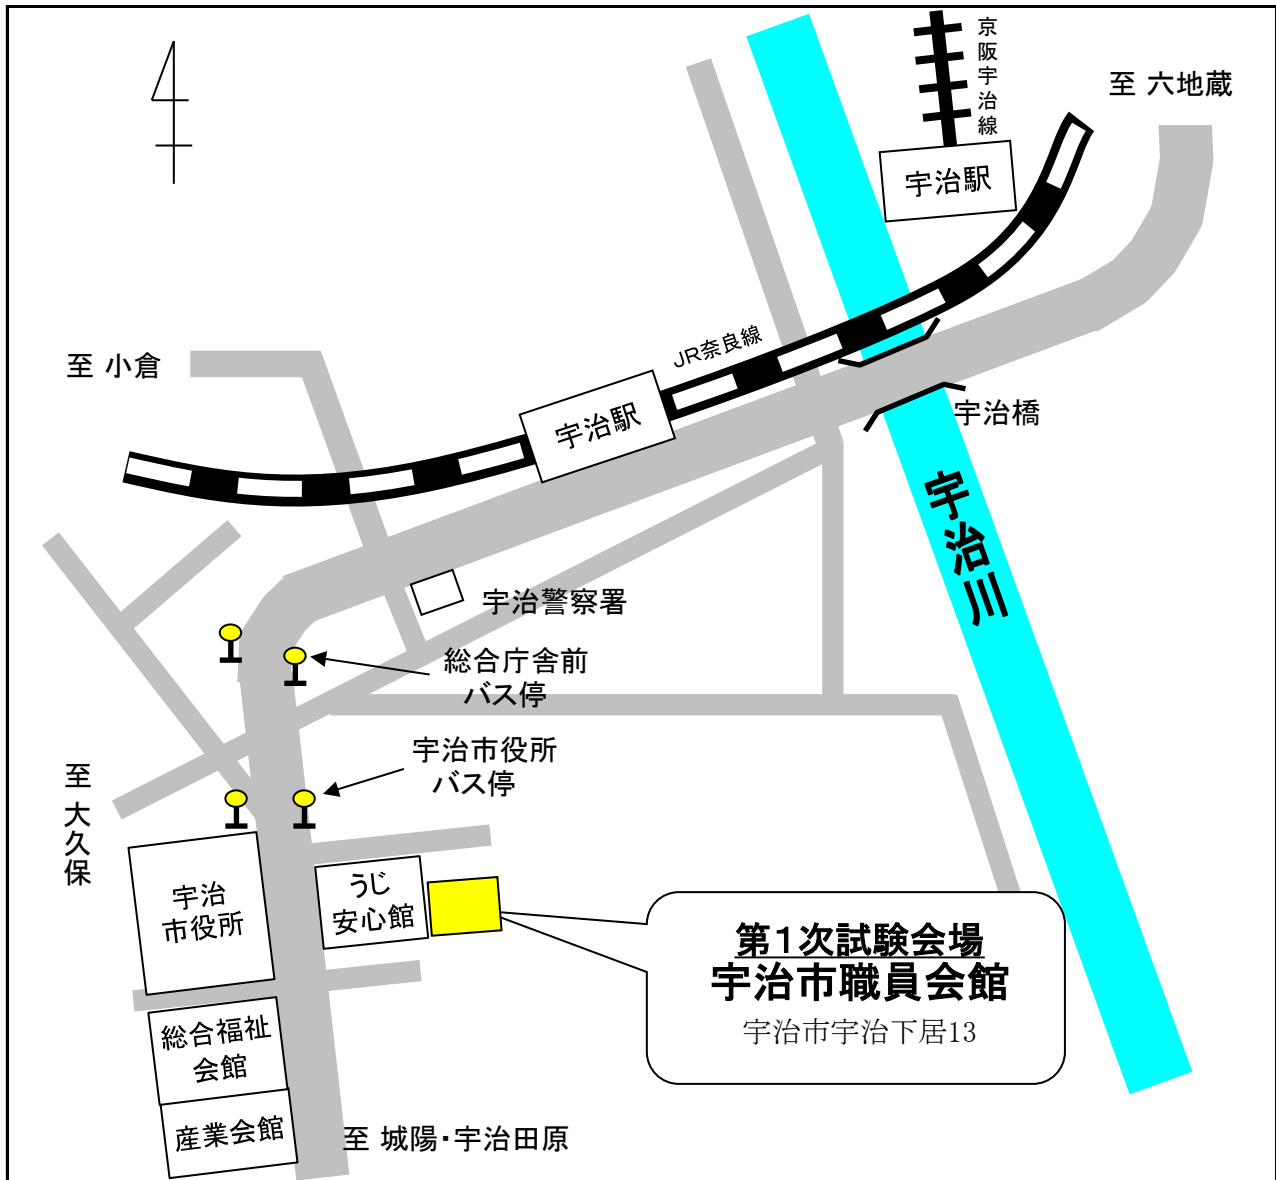 京阪宇治線
至 六地蔵
宇治駅
JR奈良線
至 小倉
宇治駅
宇治橋
宇治川
宇治警察署
総合庁舎前
バス停
宇治市役所
バス停
至 大久保
宇治
市役所
うじ
安心館
第1次試験会場
宇治市職員会館
宇治市宇治下居13
総合福祉
会館
産業会館
至 城陽・宇治田原